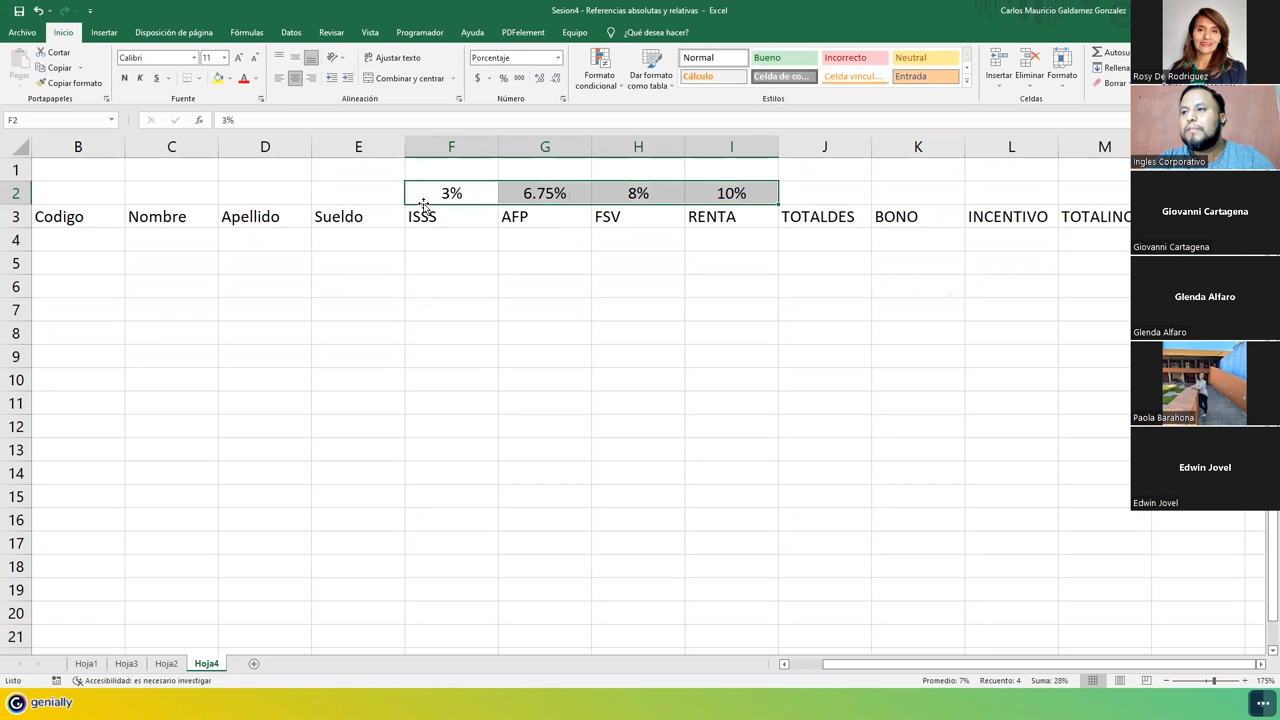 Sesion4 - Referencias absolutas y relativas - Excel
Carlos Mauricio Galdamez Gonzalez
Archivo Inicio Insertar Disposición de página Fórmulas Datos Revisar Vista Programador Ayuda PDFelement Equipo ¿Qué desea hacer?
Cortar
Copiar
Copiar formato
Portapapeles
Calibri 11
N K S
Fuente
Ajustar texto
Combinar y centrar
Alineación
Porcentaje
Número
Formato condicional
Dar formato como tabla
Normal Bueno Incorrecto Neutral
Cálculo Celda de co... Celda vincul... Entrada
Estilos
Insertar Eliminar Formato
Celdas
Autosu
Rellena
Borrar
F2 fx 3%
B C D E F G H I J K L M
1
2 3% 6.75% 8% 10%
3 Codigo Nombre Apellido Sueldo ISSS AFP FSV RENTA TOTALDES BONO INCENTIVO TOTALINC
4
5
6
7
8
9
10
11
12
13
14
15
16
17
18
19
20
21
Hoja1 Hoja3 Hoja2 Hoja4
Listo Accesibilidad: es necesario investigar Promedio: 7% Recuento: 4 Suma: 28% 175%
genially
Rosy De Rodriguez
Ingles Corporativo
Giovanni Cartagena
Giovanni Cartagena
Glenda Alfaro
Glenda Alfaro
Paola Barahona
Edwin Jovel
Edwin Jovel